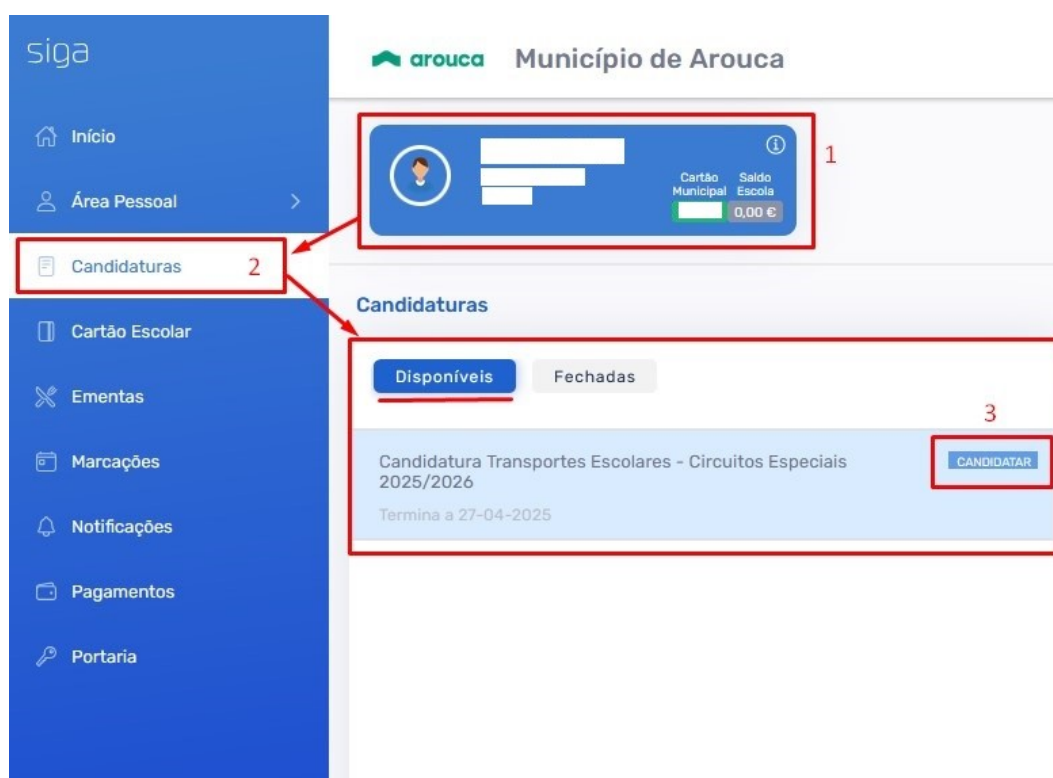 siga
arouca Município de Arouca
Início
Área Pessoal
Candidaturas 2
Cartão Escolar
Ementas
Marcações
Notificações
Pagamentos
Portaria
1
Cartão Saldo
Municipal Escola
0,00 €
Candidaturas
Disponíveis Fechadas
3
Candidatura Transportes Escolares - Circuitos Especiais
2025/2026
CANDIDATAR
Termina a 27-04-2025